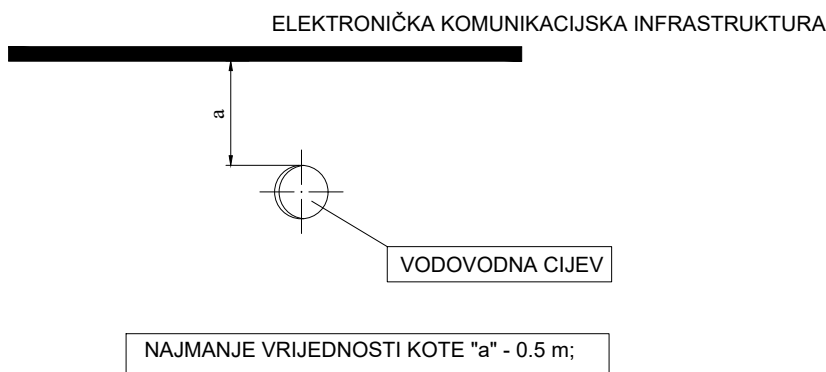 ELEKTRONIČKA KOMUNIKACIJSKA INFRASTRUKTURA
a
VODOVODNA CIJEV
NAJMANJE VRIJEDNOSTI KOTE "a" - 0.5 m;